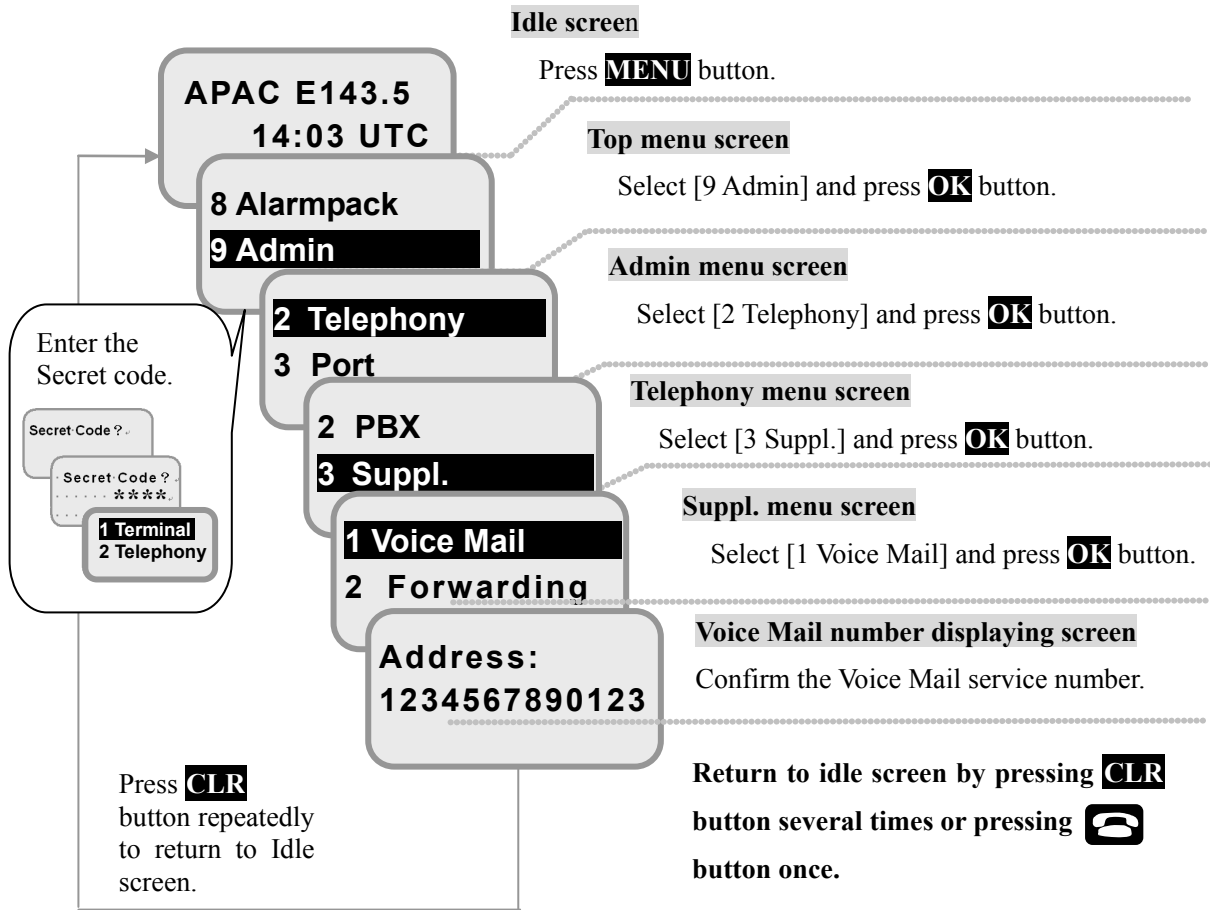 Idle screen
Press MENU button.
APAC E143.5
14:03 UTC
Top menu screen
Select [9 Admin] and press OK button.
8 Alarmpack
9 Admin
Admin menu screen
Select [2 Telephony] and press OK button.
2 Telephony
3 Port
Enter the
Secret code.
Secret Code?
Secret Code?
****
1 Terminal
2 Telephony
Telephony menu screen
Select [3 Suppl.] and press OK button.
2 PBX
3 Suppl.
Suppl. menu screen
Select [1 Voice Mail] and press OK button.
1 Voice Mail
2 Forwarding
Voice Mail number displaying screen
Confirm the Voice Mail service number.
Address:
1234567890123
Press CLR
button repeatedly
to return to Idle
screen.
Return to idle screen by pressing CLR
button several times or pressing
button once.